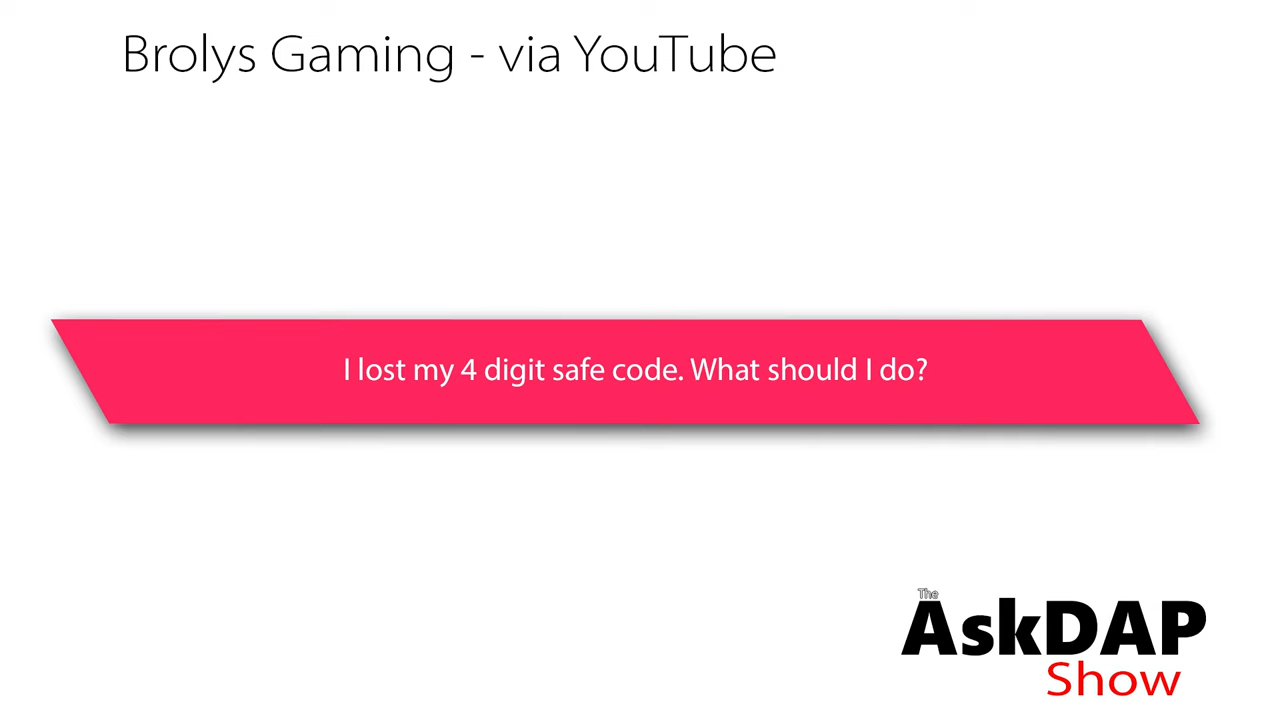 Brolys Gaming - via YouTube
I lost my 4 digit safe code. What should I do?
The
AskDAP
Show